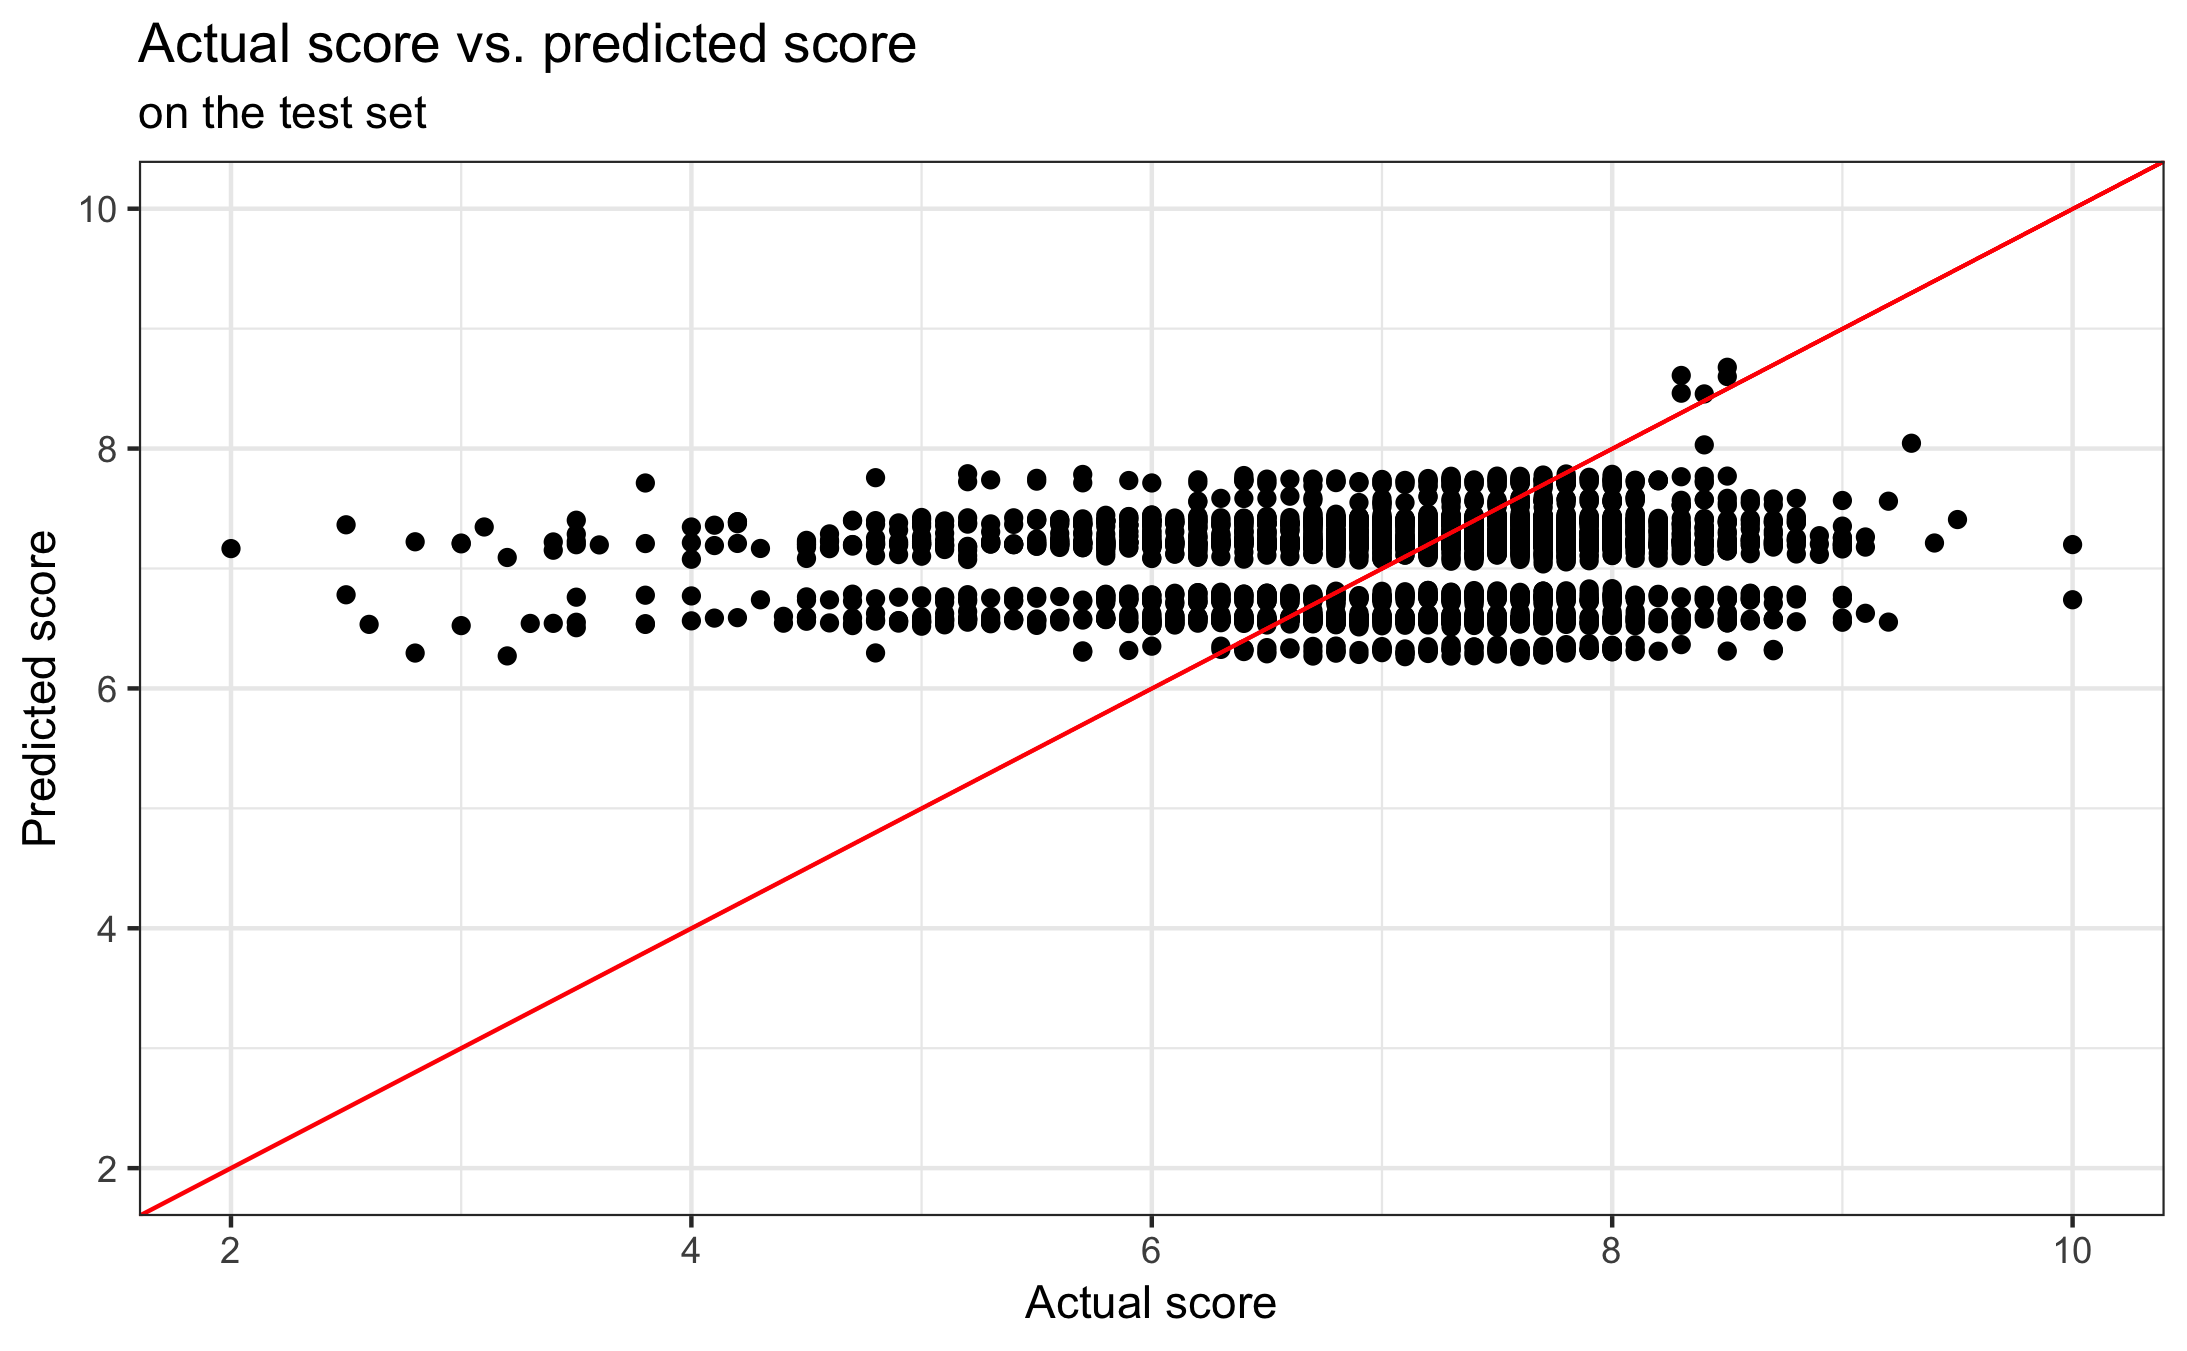 Actual score vs. predicted score
on the test set
10
8
6
4
2
Predicted score
2 4 6 8 10
Actual score